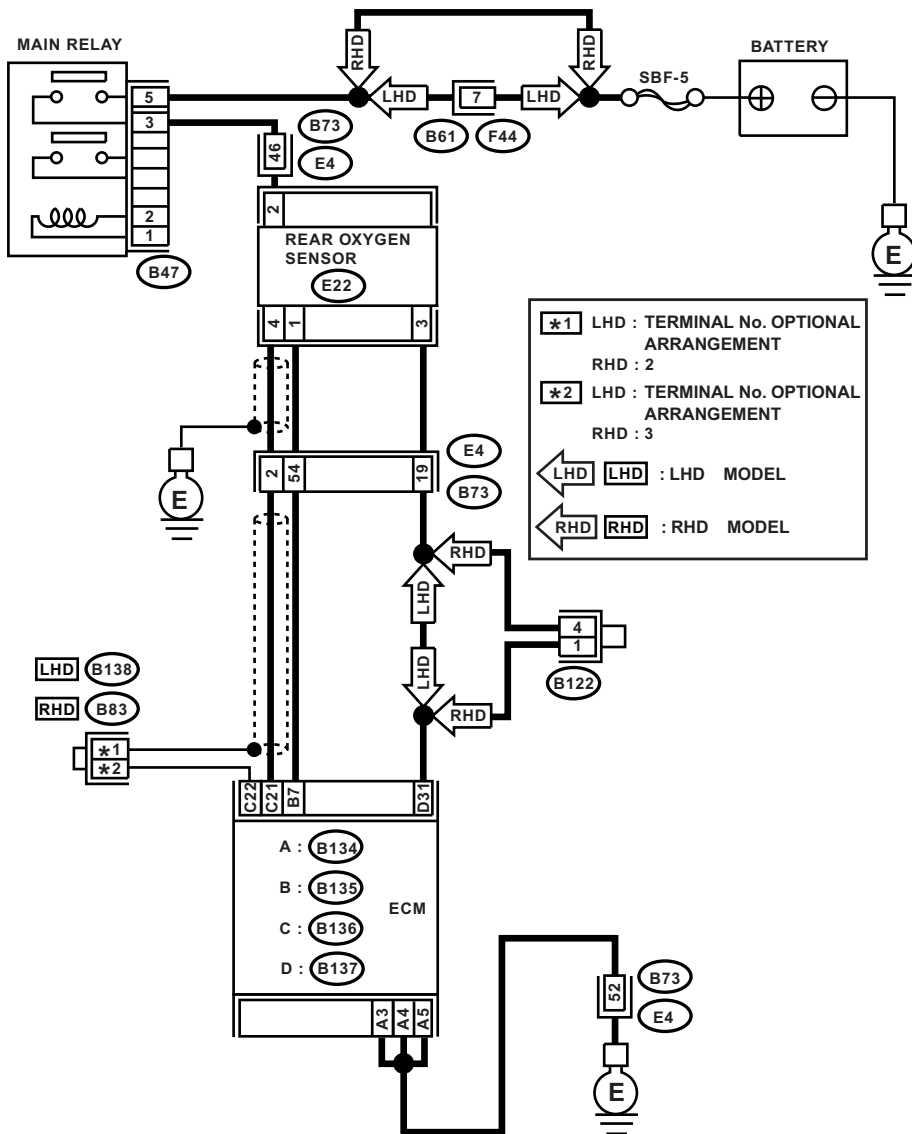 RHD
RHD
MAIN RELAY
BATTERY
SBF-5
5
LHD
7
LHD
⊕
⊖
3
B73
B61
F44
46
E4
2
2
1
REAR OXYGEN
SENSOR
E
B47
E22
4
1
3
*1 LHD : TERMINAL No. OPTIONAL
ARRANGEMENT
RHD : 2
*2 LHD : TERMINAL No. OPTIONAL
ARRANGEMENT
RHD : 3
LHD LHD : LHD MODEL
RHD RHD : RHD MODEL
E4
2
54
19
B73
E
RHD
LHD
4
1
LHD B138
LHD
B122
RHD B83
RHD
*1
*2
C22
C21
B7
D31
A : B134
B : B135
ECM
C : B136
D : B137
B73
52
E4
A3
A4
A5
E